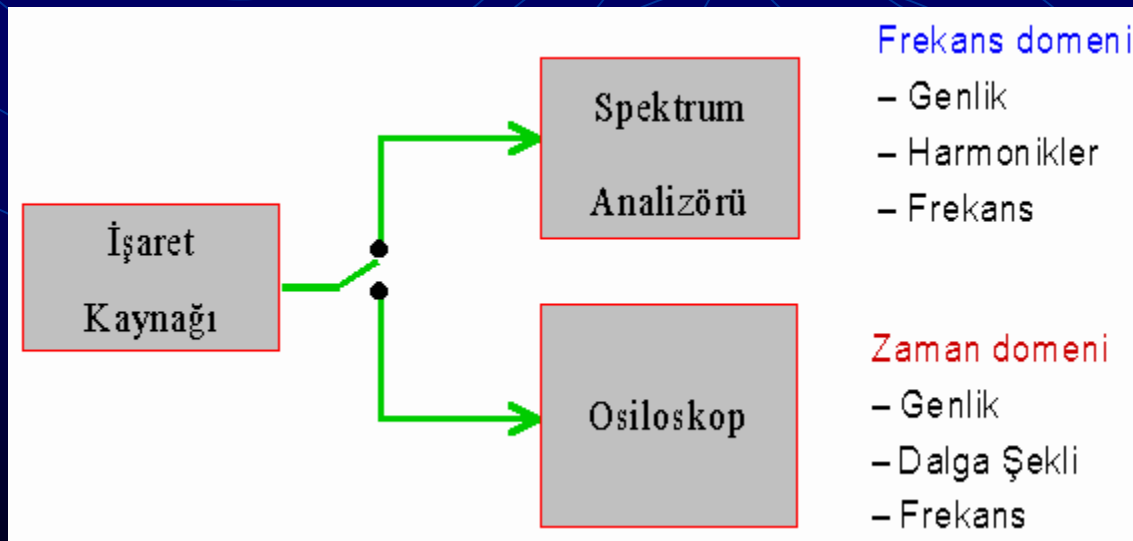 İşaret
Kaynağı
Spektrum
Analizörü
Osiloskop
Frekans domeni
– Genlik
– Harmonikler
– Frekans
Zaman domeni
– Genlik
– Dalga Şekli
– Frekans